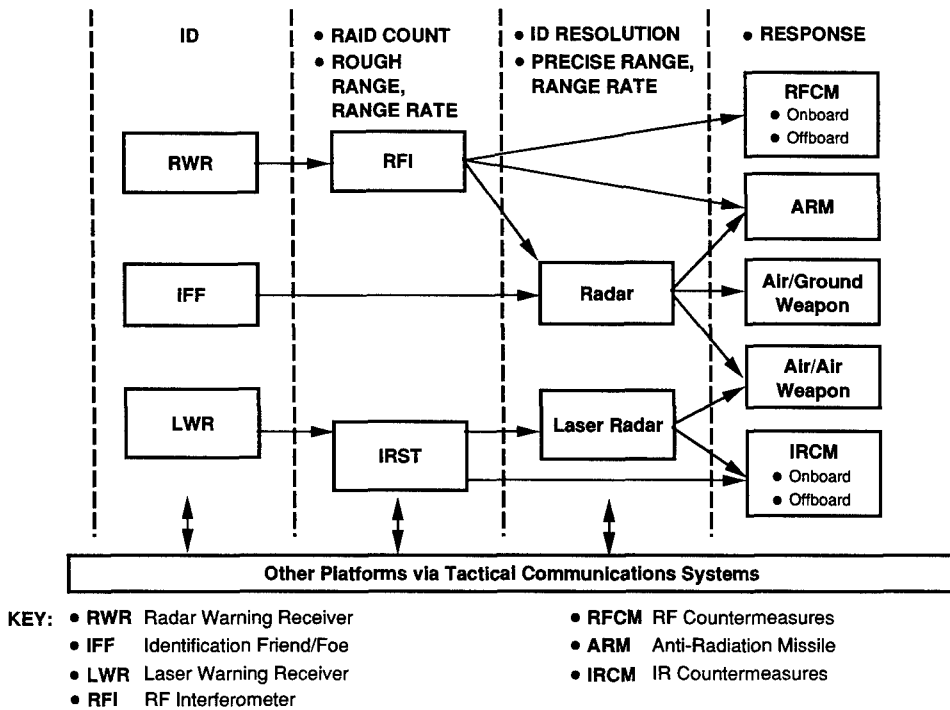 ID
• RAID COUNT
• ROUGH
RANGE,
RANGE RATE
• ID RESOLUTION
• PRECISE RANGE,
RANGE RATE
• RESPONSE
RWR
RFI
RFCM
• Onboard
• Offboard
ARM
IFF
Radar
Air/Ground
Weapon
Air/Air
Weapon
LWR
IRST
Laser Radar
IRCM
• Onboard
• Offboard
Other Platforms via Tactical Communications Systems
KEY: • RWR Radar Warning Receiver
• IFF Identification Friend/Foe
• LWR Laser Warning Receiver
• RFI RF Interferometer
• RFCM RF Countermeasures
• ARM Anti-Radiation Missile
• IRCM IR Countermeasures